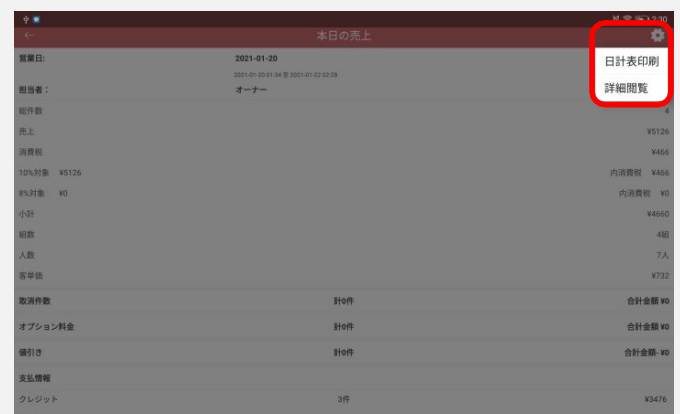 2:30
← 本日の売上
営業日: 2021-01-20
2021-01-20 01:34 至 2021-01-22 02:28
日計表印刷
担当者： オーナー
詳細閲覧
総件数 4
売上 ¥5126
消費税 ¥466
10%対象 ¥5126 内消費税 ¥466
8%対象 ¥0 内消費税 ¥0
小計 ¥4660
組数 4組
人数 7人
客単価 ¥732
取消件数 計0件 合計金額 ¥0
オプション料金 計0件 合計金額 ¥0
値引き 計0件 合計金額- ¥0
支払情報
クレジット 3件 ¥3476